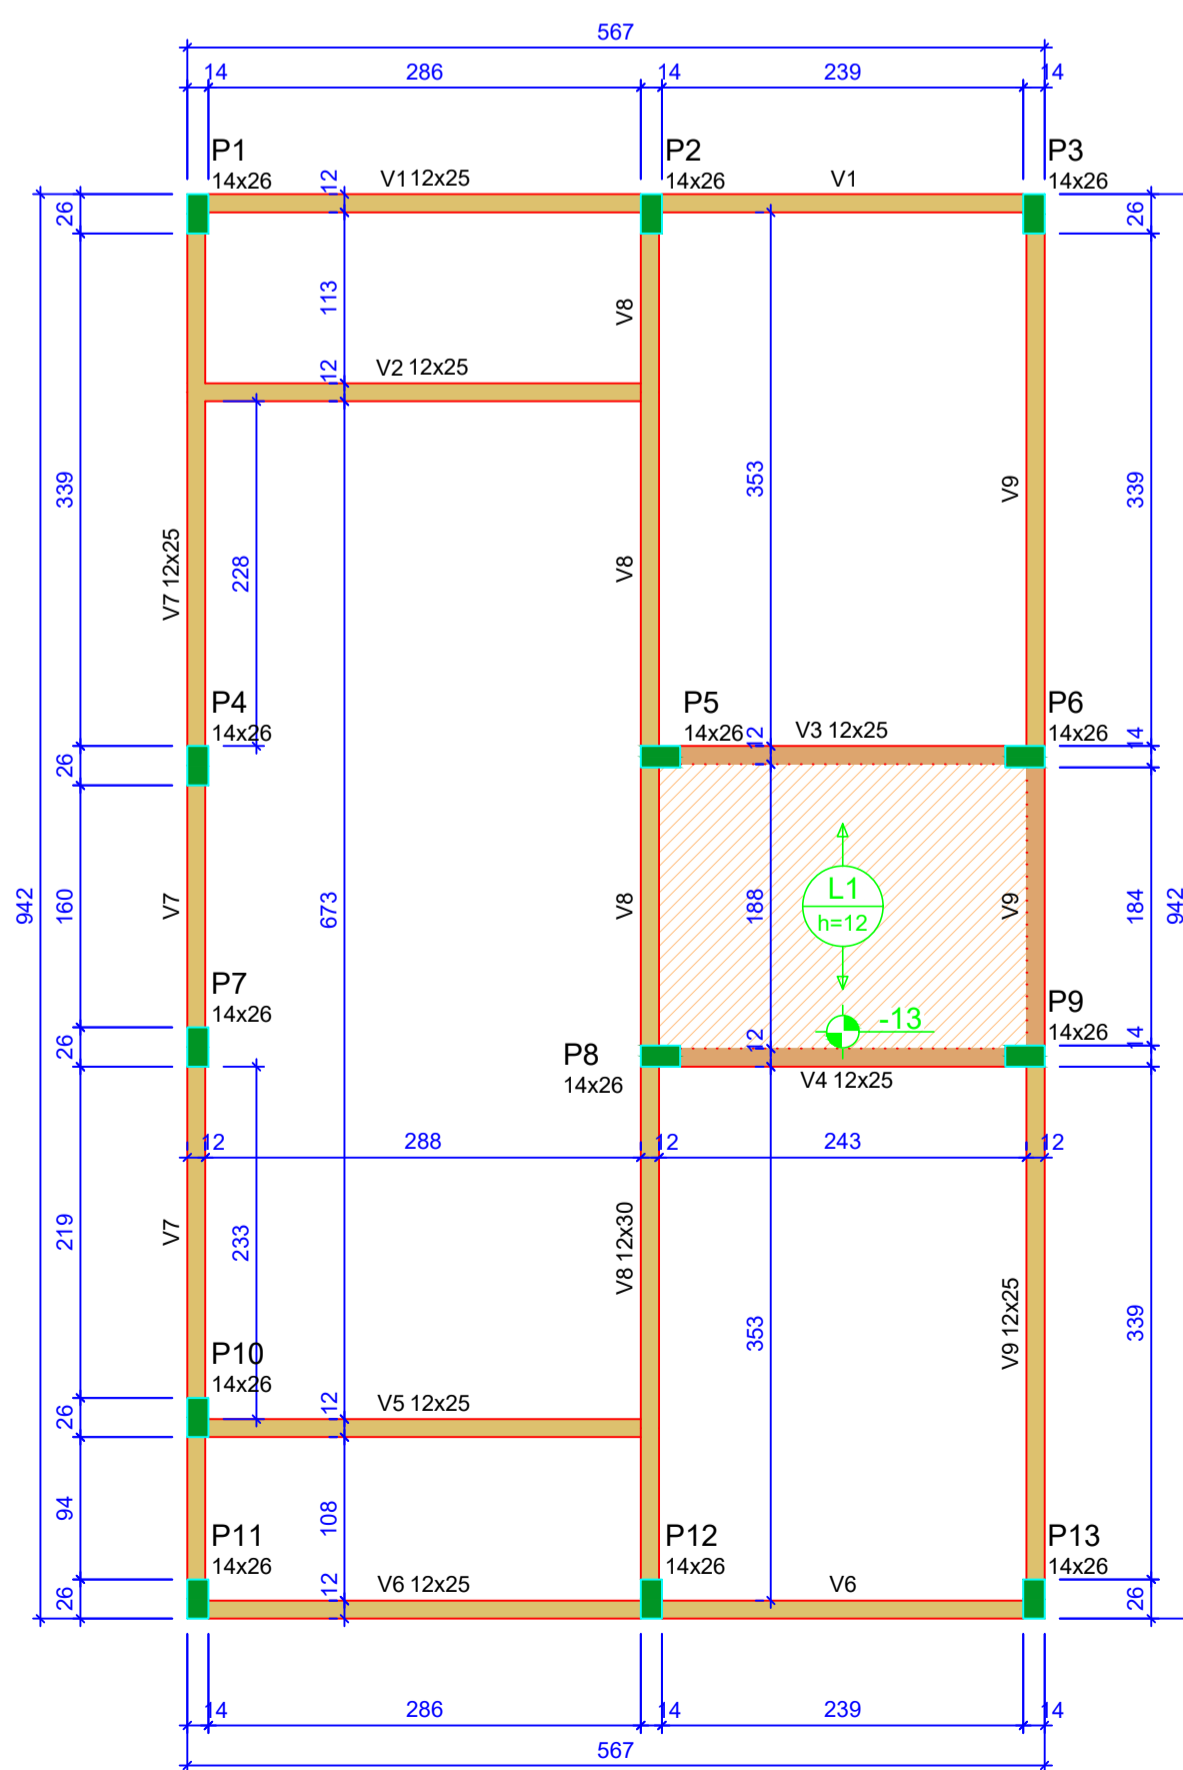 567
14 286 14 239 14
P1 P2 P3
14x26 12 V1 12x25 14x26 V1 14x26
26 26
113 V8
12 V2 12x25
339 353 V9 339
V7 12x25 228 V8
P4 P5 P6
14x26 14x26 12 V3 12x25 14x26 14
26
942 160 V7 673 V8 188 L1 V9 184 942
h=12
P7
14x26
P9
-13
26 12 14x26 14
P8
14x26 V4 12x25
12 288 12 243 12
219 V7 233 V8 12x30
353 V9 12x25 339
P10
14x26
26 12 V5 12x25
94 108
P11 P12 P13
14x26 14x26 14x26
26 12 V6 12x25 V6 26
14 286 14 239 14
567